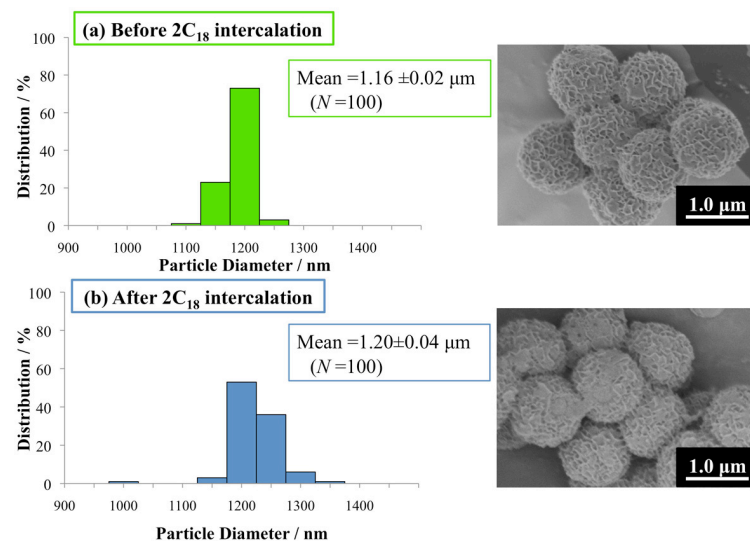 (a) Before 2C₁₈ intercalation
100
80
60
40
20
0
Distribution / %
Mean =1.16 ±0.02 μm
(N =100)
900 1000 1100 1200 1300 1400
Particle Diameter / nm
1.0 μm
(b) After 2C₁₈ intercalation
100
80
60
40
20
0
Distribution / %
Mean =1.20±0.04 μm
(N =100)
900 1000 1100 1200 1300 1400
Particle Diameter / nm
1.0 μm